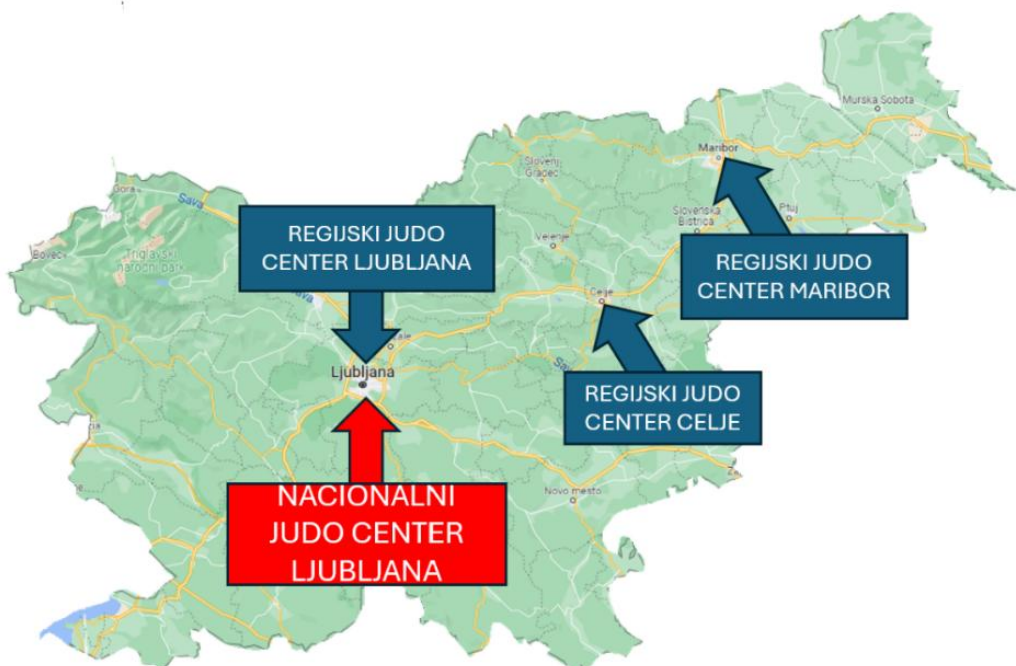 Murska Sobota
Maribor
Slovenj
Gradec
Gora
Sava
Slovenska
Bistrica
Ptuj
REGIJSKI JUDO
CENTER LJUBLJANA
REGIJSKI JUDO
CENTER MARIBOR
Velenje
Bovec
Triglavski
narodni park
Celje
Ljubljana
REGIJSKI JUDO
CENTER CELJE
NACIONALNI
JUDO CENTER
LJUBLJANA
Novo mesto